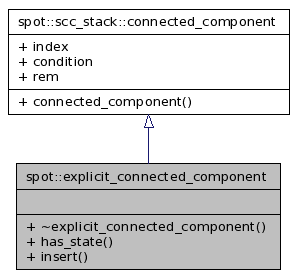 spot::scc_stack::connected_component
+ index
+ condition
+ rem
+ connected_component()
spot::explicit_connected_component
+ ~explicit_connected_component()
+ has_state()
+ insert()